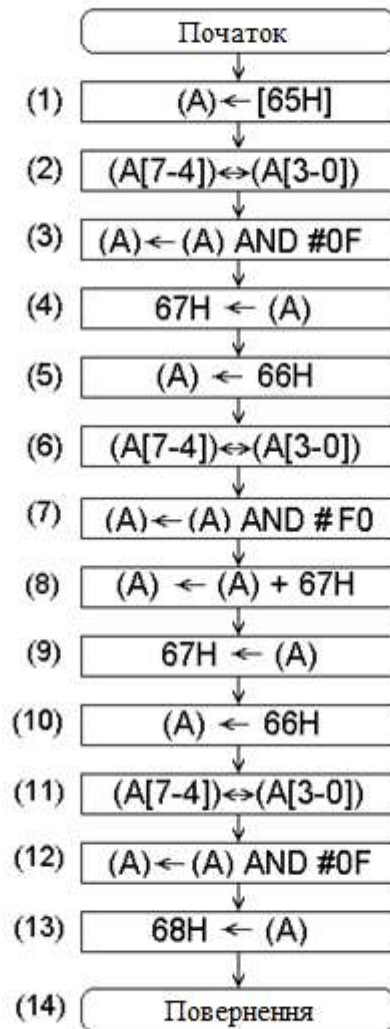 Початок
(1) (A) ← [65H]
(2) (A[7-4])↔(A[3-0])
(3) (A) ← (A) AND #0F
(4) 67H ← (A)
(5) (A) ← 66H
(6) (A[7-4])↔(A[3-0])
(7) (A) ← (A) AND #F0
(8) (A) ← (A) + 67H
(9) 67H ← (A)
(10) (A) ← 66H
(11) (A[7-4])↔(A[3-0])
(12) (A) ← (A) AND #0F
(13) 68H ← (A)
(14) Повернення